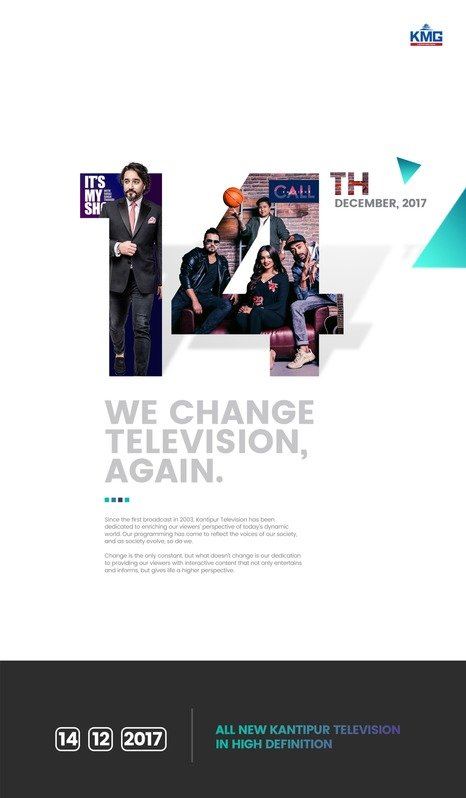 KMG
IT'S
MY
SH
14
CALL
TH
DECEMBER, 2017
WE CHANGE
TELEVISION,
AGAIN.
Since the first broadcast in 2003, Kantipur Television has been
dedicated to enriching our viewers' perspective of today's dynamic
world. Our programming has come to reflect the voices of our society,
and as society evolve, so do we.
Change is the only constant, but what doesn't change is our dedication
to providing our viewers with interactive content that not only entertains
and informs, but gives life a higher perspective.
14 12 2017
ALL NEW KANTIPUR TELEVISION
IN HIGH DEFINITION